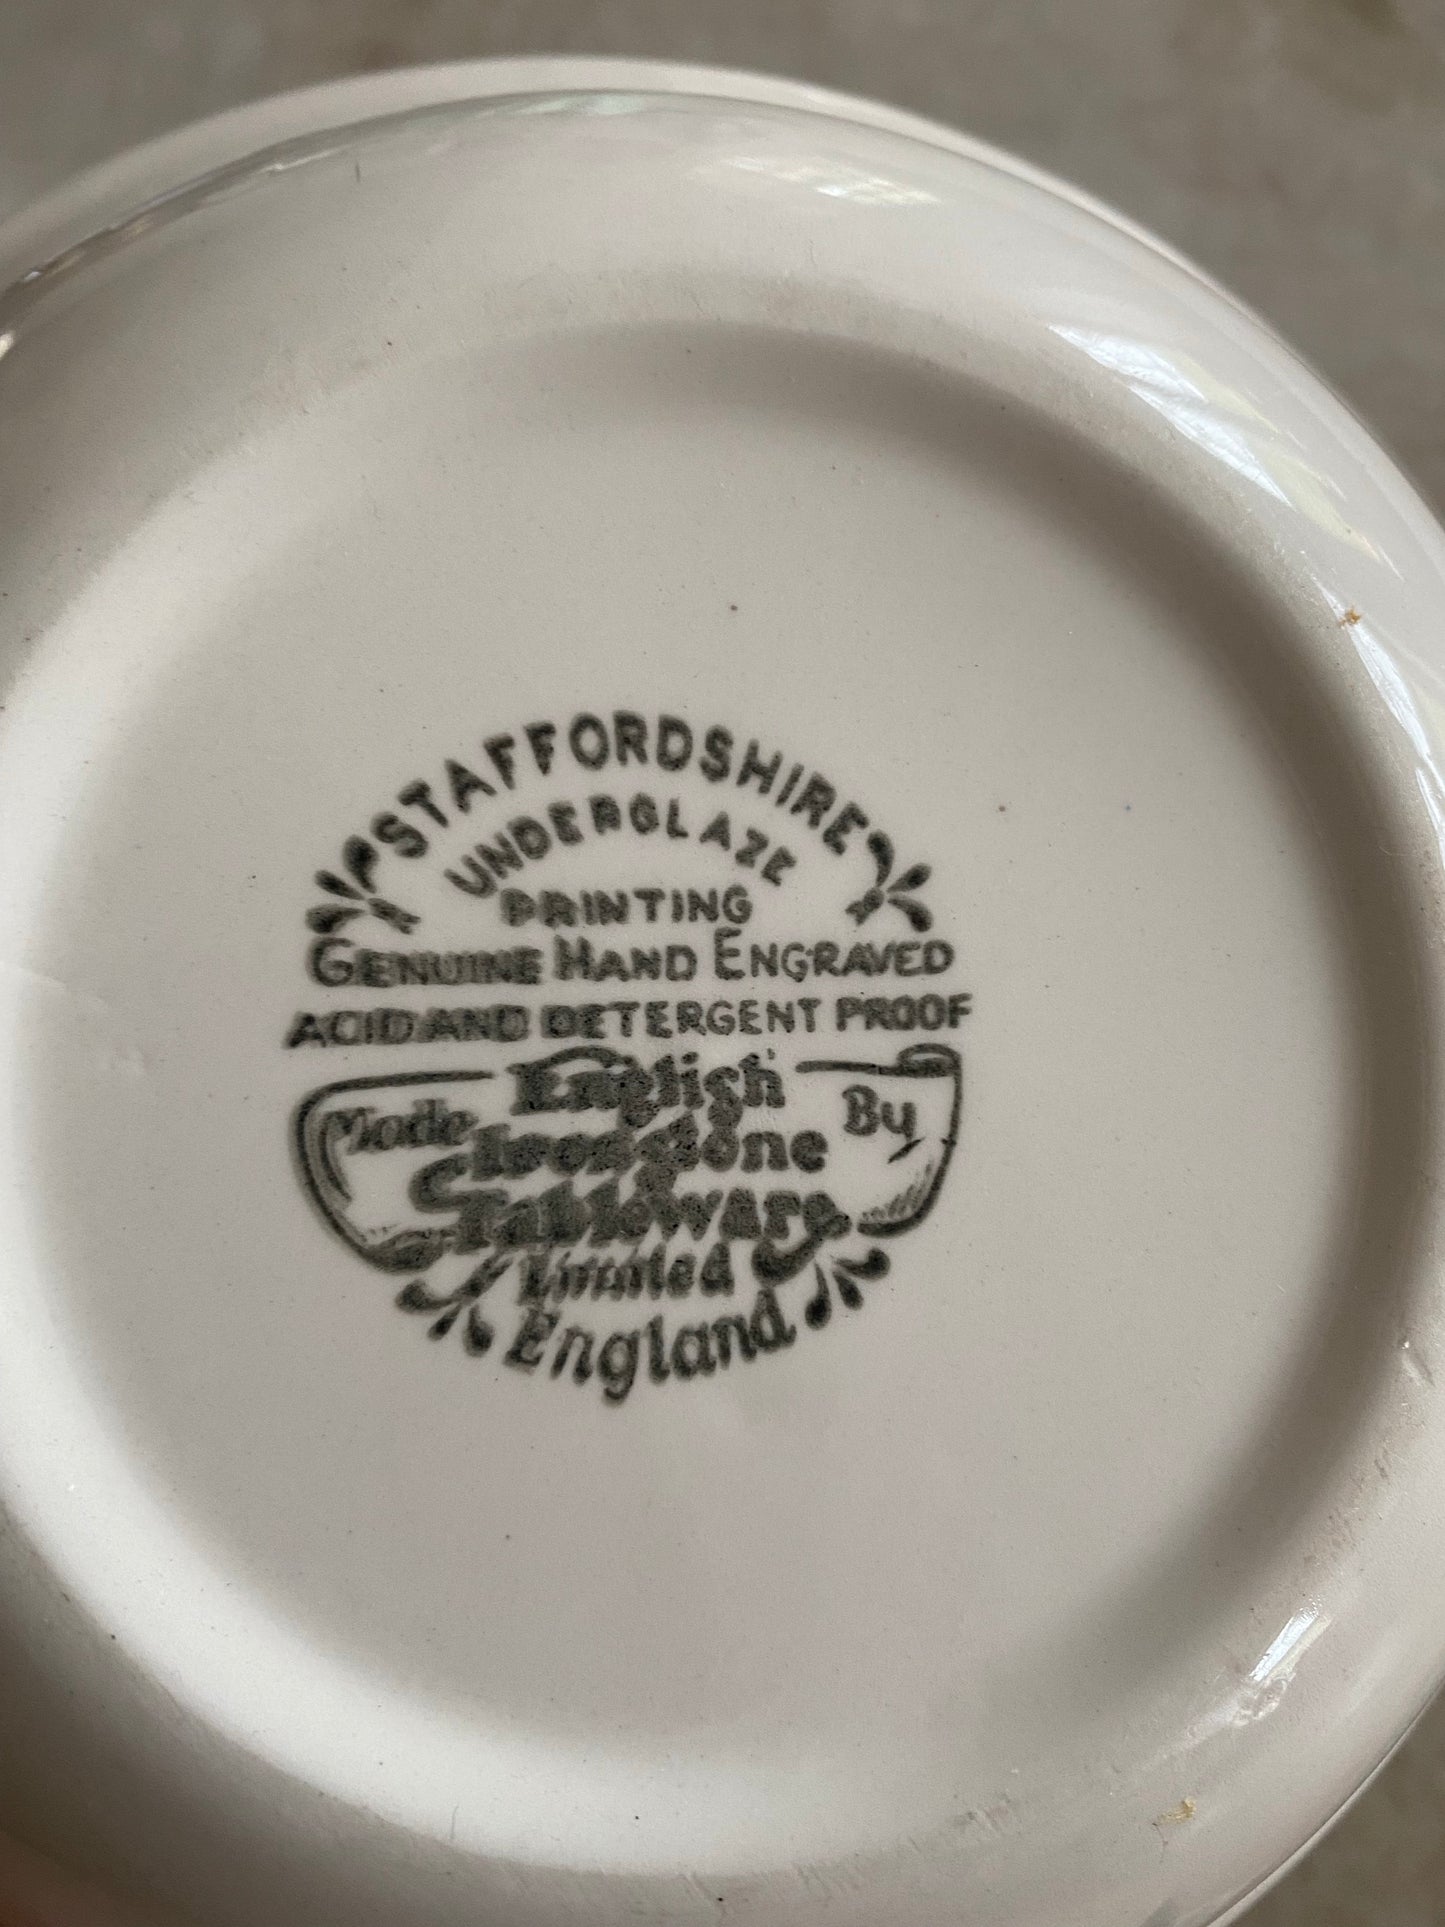 STAFFORDSHIRE
UNDERGLAZE
PRINTING
GENUINE HAND ENGRAVED
ACID AND DETERGENT PROOF
Made English By
Ironstone
Tableware
Limited
England